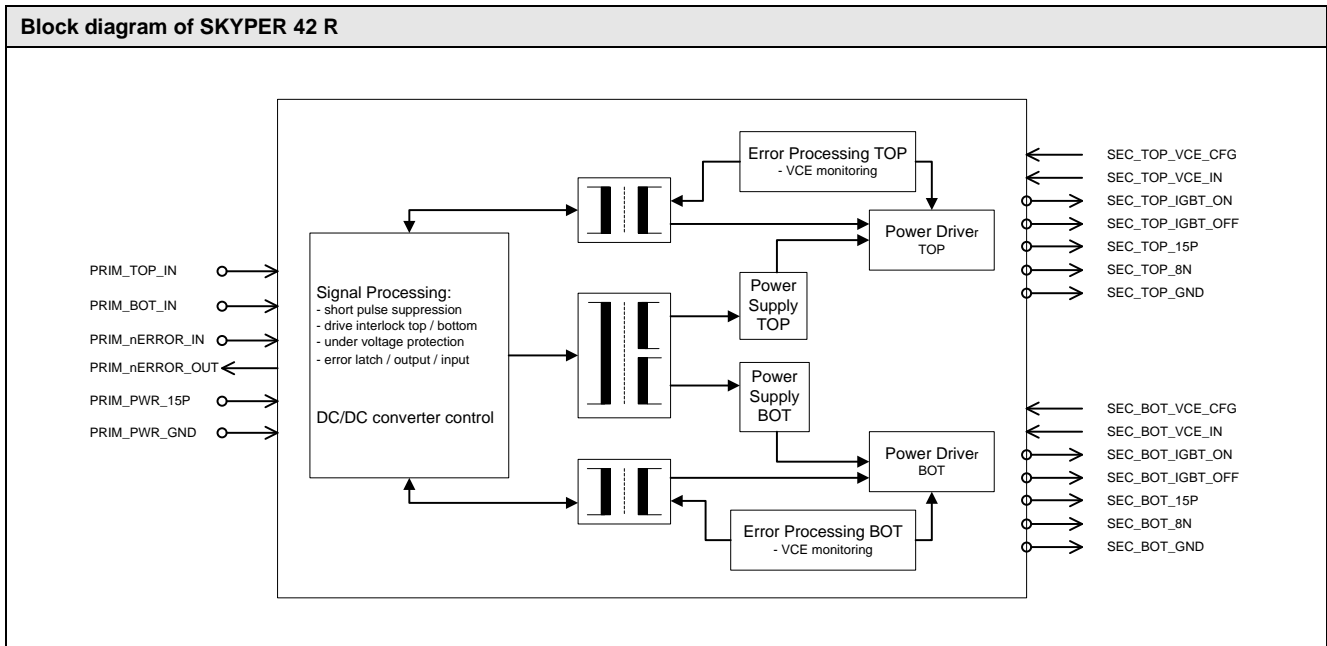 Block diagram of SKYPER 42 R
PRIM_TOP_IN
PRIM_BOT_IN
PRIM_nERROR_IN
PRIM_nERROR_OUT
PRIM_PWR_15P
PRIM_PWR_GND
Signal Processing:
- short pulse suppression
- drive interlock top / bottom
- under voltage protection
- error latch / output / input
DC/DC converter control
Error Processing TOP
- VCE monitoring
Power Driver
TOP
Power
Supply
TOP
Power
Supply
BOT
Power Driver
BOT
Error Processing BOT
- VCE monitoring
SEC_TOP_VCE_CFG
SEC_TOP_VCE_IN
SEC_TOP_IGBT_ON
SEC_TOP_IGBT_OFF
SEC_TOP_15P
SEC_TOP_8N
SEC_TOP_GND
SEC_BOT_VCE_CFG
SEC_BOT_VCE_IN
SEC_BOT_IGBT_ON
SEC_BOT_IGBT_OFF
SEC_BOT_15P
SEC_BOT_8N
SEC_BOT_GND